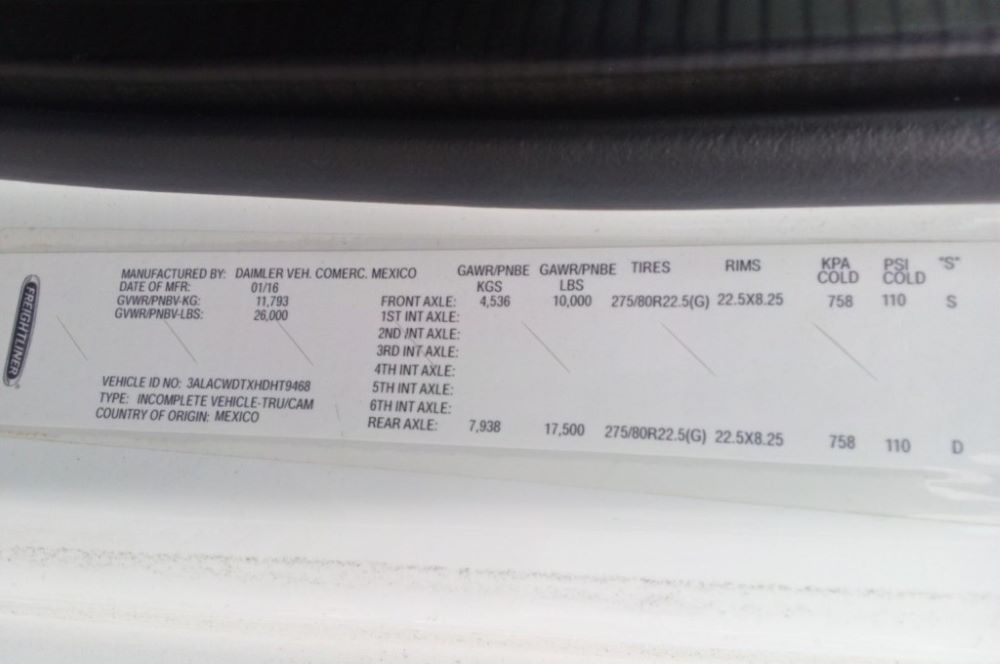 FREIGHTLINER
MANUFACTURED BY: DAIMLER VEH. COMERC. MEXICO
DATE OF MFR: 01/16
GVWR/PNBV-KG: 11,793
GVWR/PNBV-LBS: 26,000
VEHICLE ID NO: 3ALACWDTXHDHT9468
TYPE: INCOMPLETE VEHICLE-TRU/CAM
COUNTRY OF ORIGIN: MEXICO
GAWR/PNBE GAWR/PNBE TIRES RIMS KPA PSI "S"
KGS LBS COLD COLD
FRONT AXLE: 4,536 10,000 275/80R22.5(G) 22.5X8.25 758 110 S
1ST INT AXLE:
2ND INT AXLE:
3RD INT AXLE:
4TH INT AXLE:
5TH INT AXLE:
6TH INT AXLE:
REAR AXLE: 7,938 17,500 275/80R22.5(G) 22.5X8.25 758 110 D